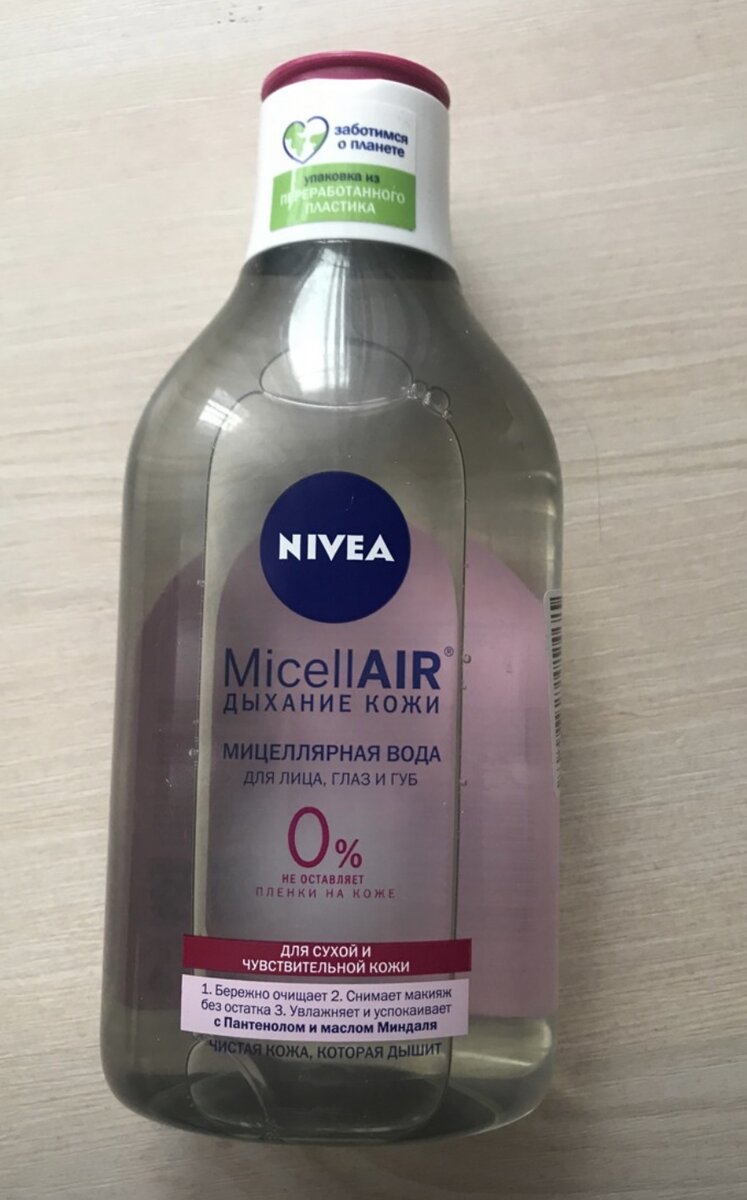 заботимся
о планете
упаковка из
ПЕРЕРАБОТАННОГО
ПЛАСТИКА
NIVEA
MicellAIR®
ДЫХАНИЕ КОЖИ
МИЦЕЛЛЯРНАЯ ВОДА
ДЛЯ ЛИЦА, ГЛАЗ И ГУБ
0%
НЕ ОСТАВЛЯЕТ
ПЛЕНКИ НА КОЖЕ
ДЛЯ СУХОЙ И
ЧУВСТВИТЕЛЬНОЙ КОЖИ
1. Бережно очищает 2. Снимает макияж
без остатка 3. Увлажняет и успокаивает
с Пантенолом и маслом Миндаля
ЧИСТАЯ КОЖА, КОТОРАЯ ДЫШИТ